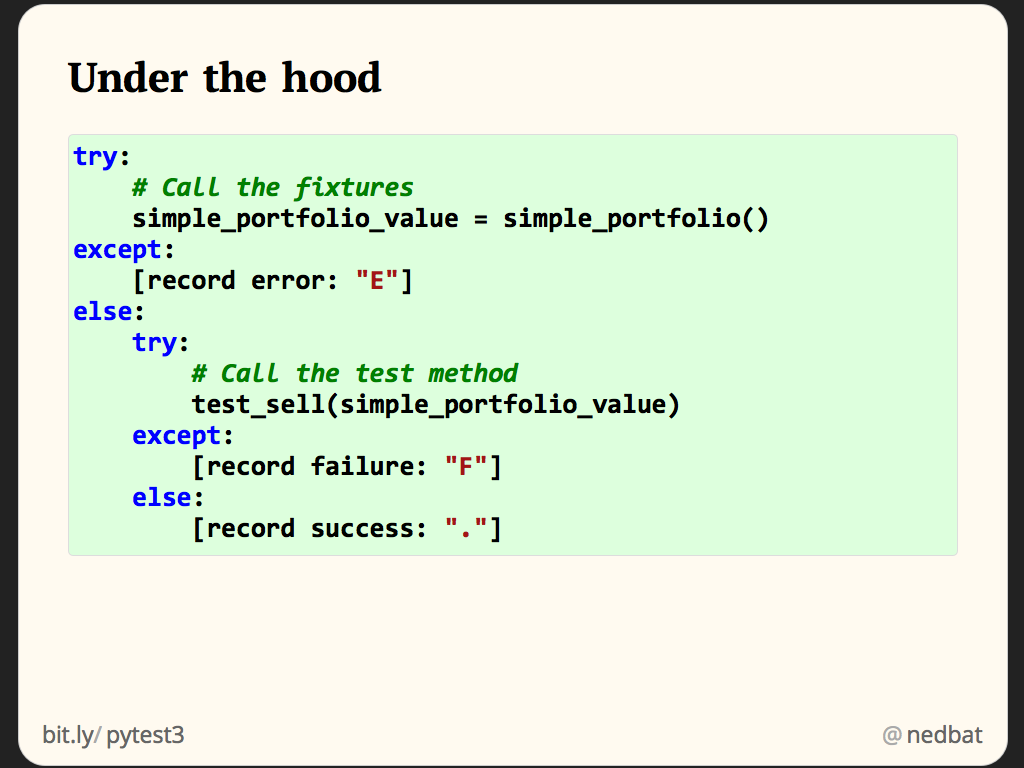 Under the hood
try:
    # Call the fixtures
    simple_portfolio_value = simple_portfolio()
except:
    [record error: "E"]
else:
    try:
        # Call the test method
        test_sell(simple_portfolio_value)
    except:
        [record failure: "F"]
    else:
        [record success: "."]
bit.ly/ pytest3
@ nedbat